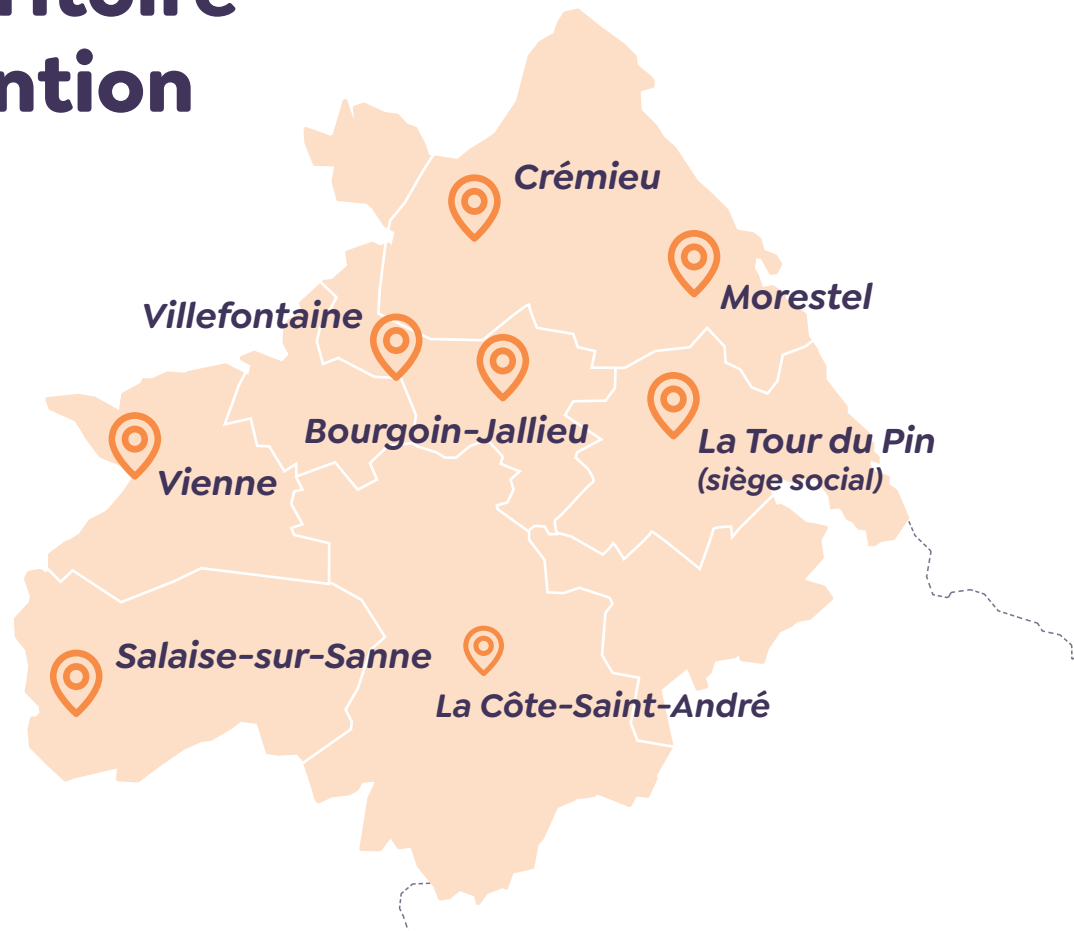 ritoire
ntion
Crémieu
Morestel
Villefontaine
Bourgoin-Jallieu
La Tour du Pin
(siège social)
Vienne
Salaise-sur-Sanne
La Côte-Saint-André